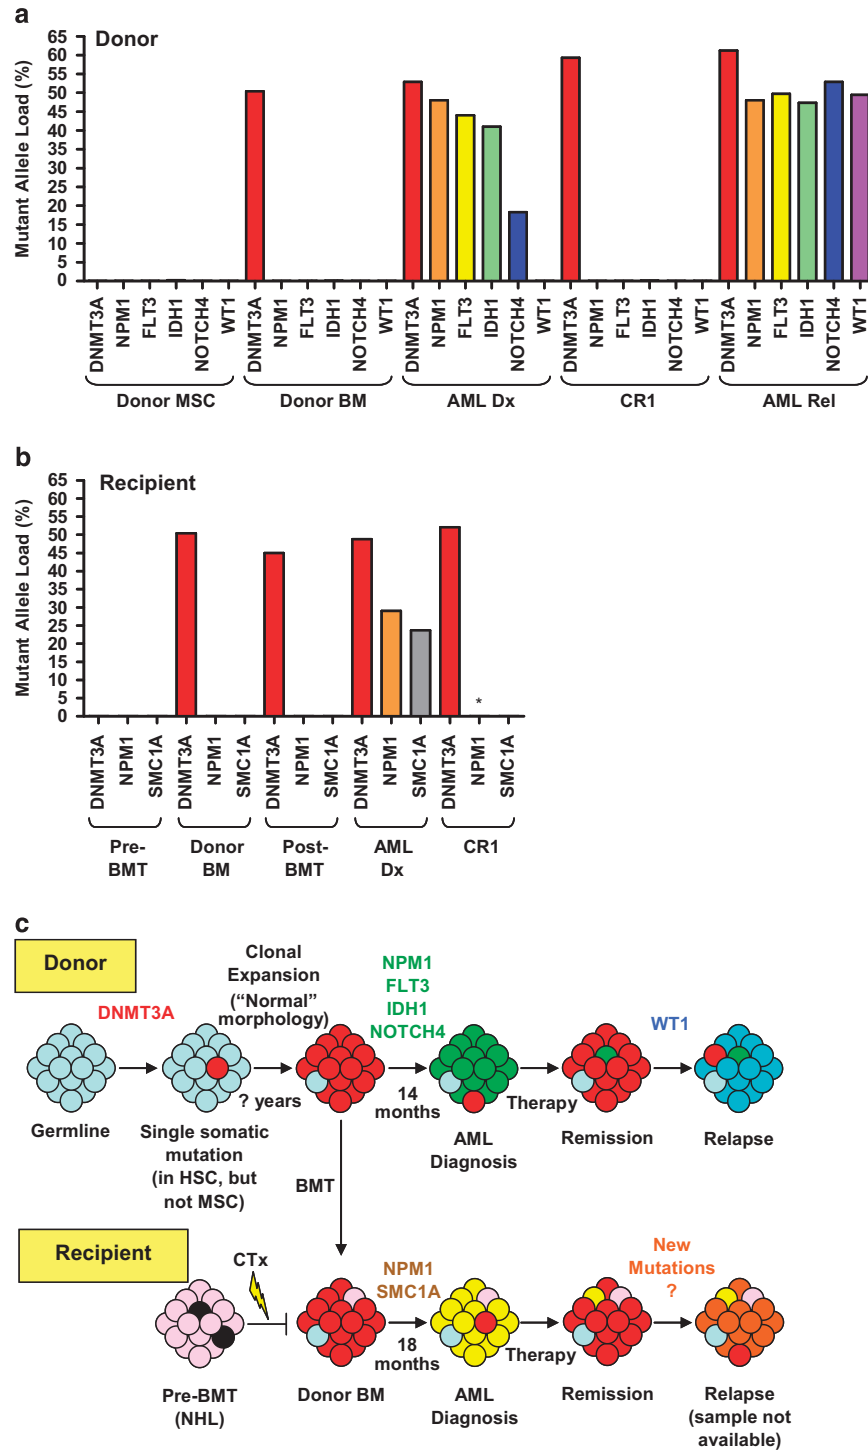 a
Donor
Mutant Allele Load (%)
65
60
55
50
45
40
35
30
25
20
15
10
5
0
DNMT3A NPM1 FLT3 IDH1 NOTCH4 WT1 DNMT3A NPM1 FLT3 IDH1 NOTCH4 WT1 DNMT3A NPM1 FLT3 IDH1 NOTCH4 WT1 DNMT3A NPM1 FLT3 IDH1 NOTCH4 WT1 DNMT3A NPM1 FLT3 IDH1 NOTCH4 WT1
Donor MSC Donor BM AML Dx CR1 AML Rel
b
Recipient
Mutant Allele Load (%)
65
60
55
50
45
40
35
30
25
20
15
10
5
0
*
DNMT3A NPM1 SMC1A DNMT3A NPM1 SMC1A DNMT3A NPM1 SMC1A DNMT3A NPM1 SMC1A DNMT3A NPM1 SMC1A
Pre- Donor Post- AML CR1
BMT BM BMT Dx
c
Donor
DNMT3A
Clonal
Expansion
("Normal"
morphology)
NPM1
FLT3
IDH1
NOTCH4
WT1
? years
14
months
Therapy
Germline
Single somatic
mutation
(in HSC, but
not MSC)
AML
Diagnosis
Remission
Relapse
BMT
Recipient
CTx
NPM1
SMC1A
New
Mutations
?
18
months
Therapy
Pre-BMT
(NHL)
Donor BM
AML
Diagnosis
Remission
Relapse
(sample not
available)